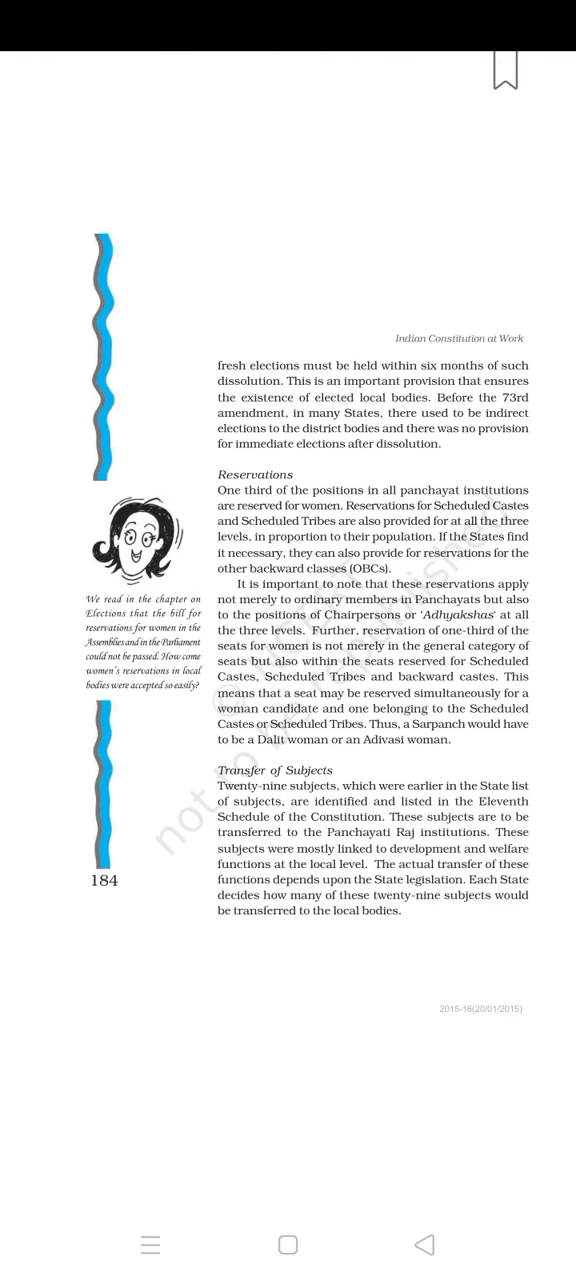 Indian Constitution at Work
fresh elections must be held within six months of such
dissolution. This is an important provision that ensures
the existence of elected local bodies. Before the 73rd
amendment, in many States, there used to be indirect
elections to the district bodies and there was no provision
for immediate elections after dissolution.
Reservations
One third of the positions in all panchayat institutions
are reserved for women. Reservations for Scheduled Castes
and Scheduled Tribes are also provided for at all the three
levels, in proportion to their population. If the States find
it necessary, they can also provide for reservations for the
other backward classes (OBCs).
It is important to note that these reservations apply
not merely to ordinary members in Panchayats but also
to the positions of Chairpersons or ‘Adhyakshas‘ at all
the three levels. Further, reservation of one-third of the
seats for women is not merely in the general category of
seats but also within the seats reserved for Scheduled
Castes, Scheduled Tribes and backward castes. This
means that a seat may be reserved simultaneously for a
woman candidate and one belonging to the Scheduled
Castes or Scheduled Tribes. Thus, a Sarpanch would have
to be a Dalit woman or an Adivasi woman.
Transfer of Subjects
Twenty-nine subjects, which were earlier in the State list
of subjects, are identified and listed in the Eleventh
Schedule of the Constitution. These subjects are to be
transferred to the Panchayati Raj institutions. These
subjects were mostly linked to development and welfare
functions at the local level. The actual transfer of these
functions depends upon the State legislation. Each State
decides how many of these twenty-nine subjects would
be transferred to the local bodies.
We read in the chapter on
Elections that the bill for
reservations for women in the
Assemblies and in the Parliament
could not be passed. How come
women's reservations in local
bodies were accepted so easily?
184
© NCERT
not to be republished
2015-16(20/01/2015)